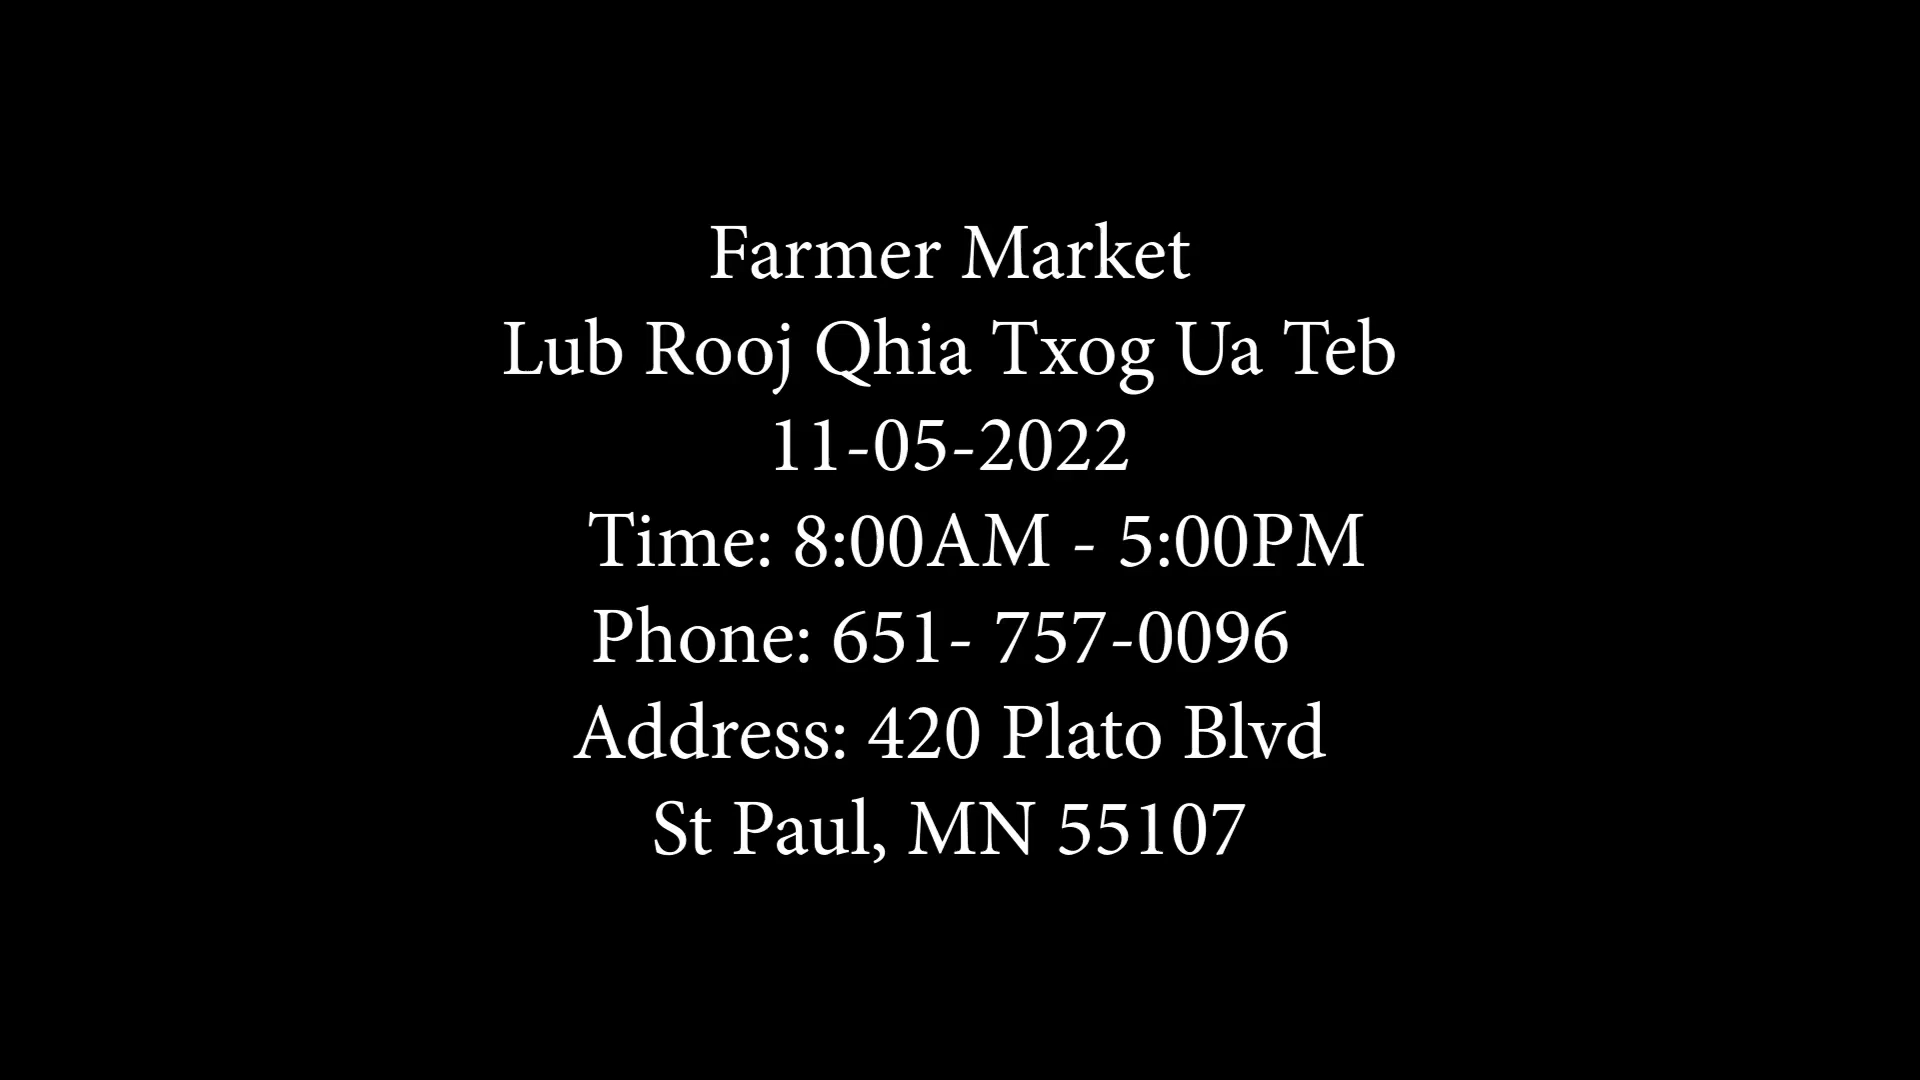 Farmer Market
Lub Rooj Qhia Txog Ua Teb
11-05-2022
Time: 8:00AM - 5:00PM
Phone: 651- 757-0096
Address: 420 Plato Blvd
St Paul, MN 55107